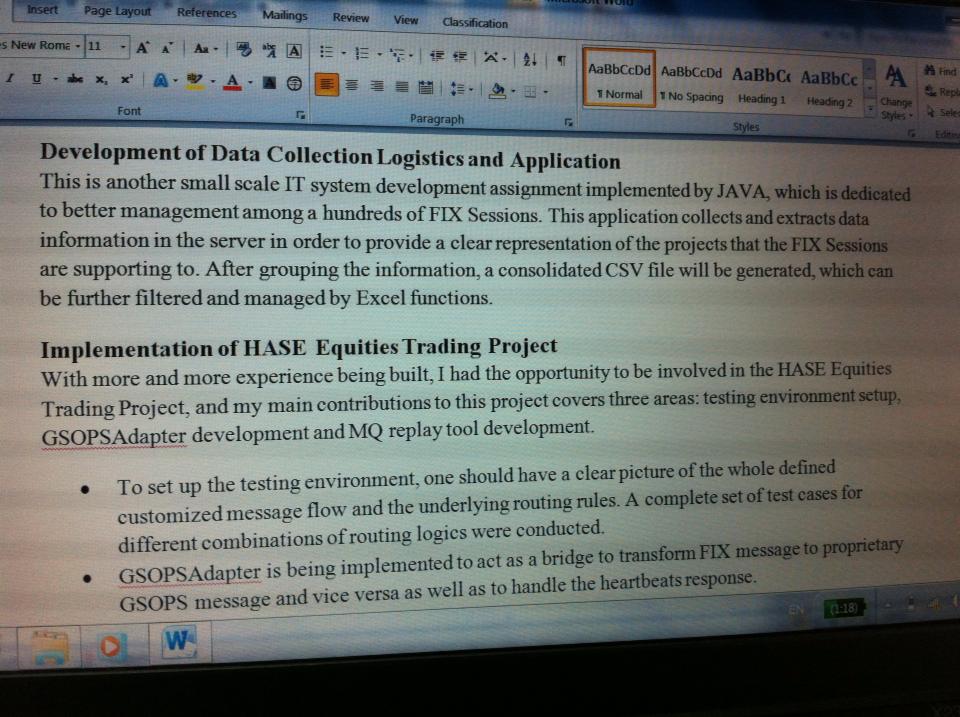 Microsoft Word
Insert Page Layout References Mailings Review View Classification
s New Roma 11 A A Aa A
I U abc x, x² A A A
AaBbCcDd AaBbCcDd AaBbC AaBbCc
¶ Normal ¶ No Spacing Heading 1 Heading 2
Change Styles
Find
Repl
Selec
Font Paragraph Styles Editing
Development of Data Collection Logistics and Application
This is another small scale IT system development assignment implemented by JAVA, which is dedicated
to better management among a hundreds of FIX Sessions. This application collects and extracts data
information in the server in order to provide a clear representation of the projects that the FIX Sessions
are supporting to. After grouping the information, a consolidated CSV file will be generated, which can
be further filtered and managed by Excel functions.
Implementation of HASE Equities Trading Project
With more and more experience being built, I had the opportunity to be involved in the HASE Equities
Trading Project, and my main contributions to this project covers three areas: testing environment setup,
GSOPSAdapter development and MQ replay tool development.
• To set up the testing environment, one should have a clear picture of the whole defined
customized message flow and the underlying routing rules. A complete set of test cases for
different combinations of routing logics were conducted.
• GSOPSAdapter is being implemented to act as a bridge to transform FIX message to proprietary
GSOPS message and vice versa as well as to handle the heartbeats response.
EN (1:18)
W